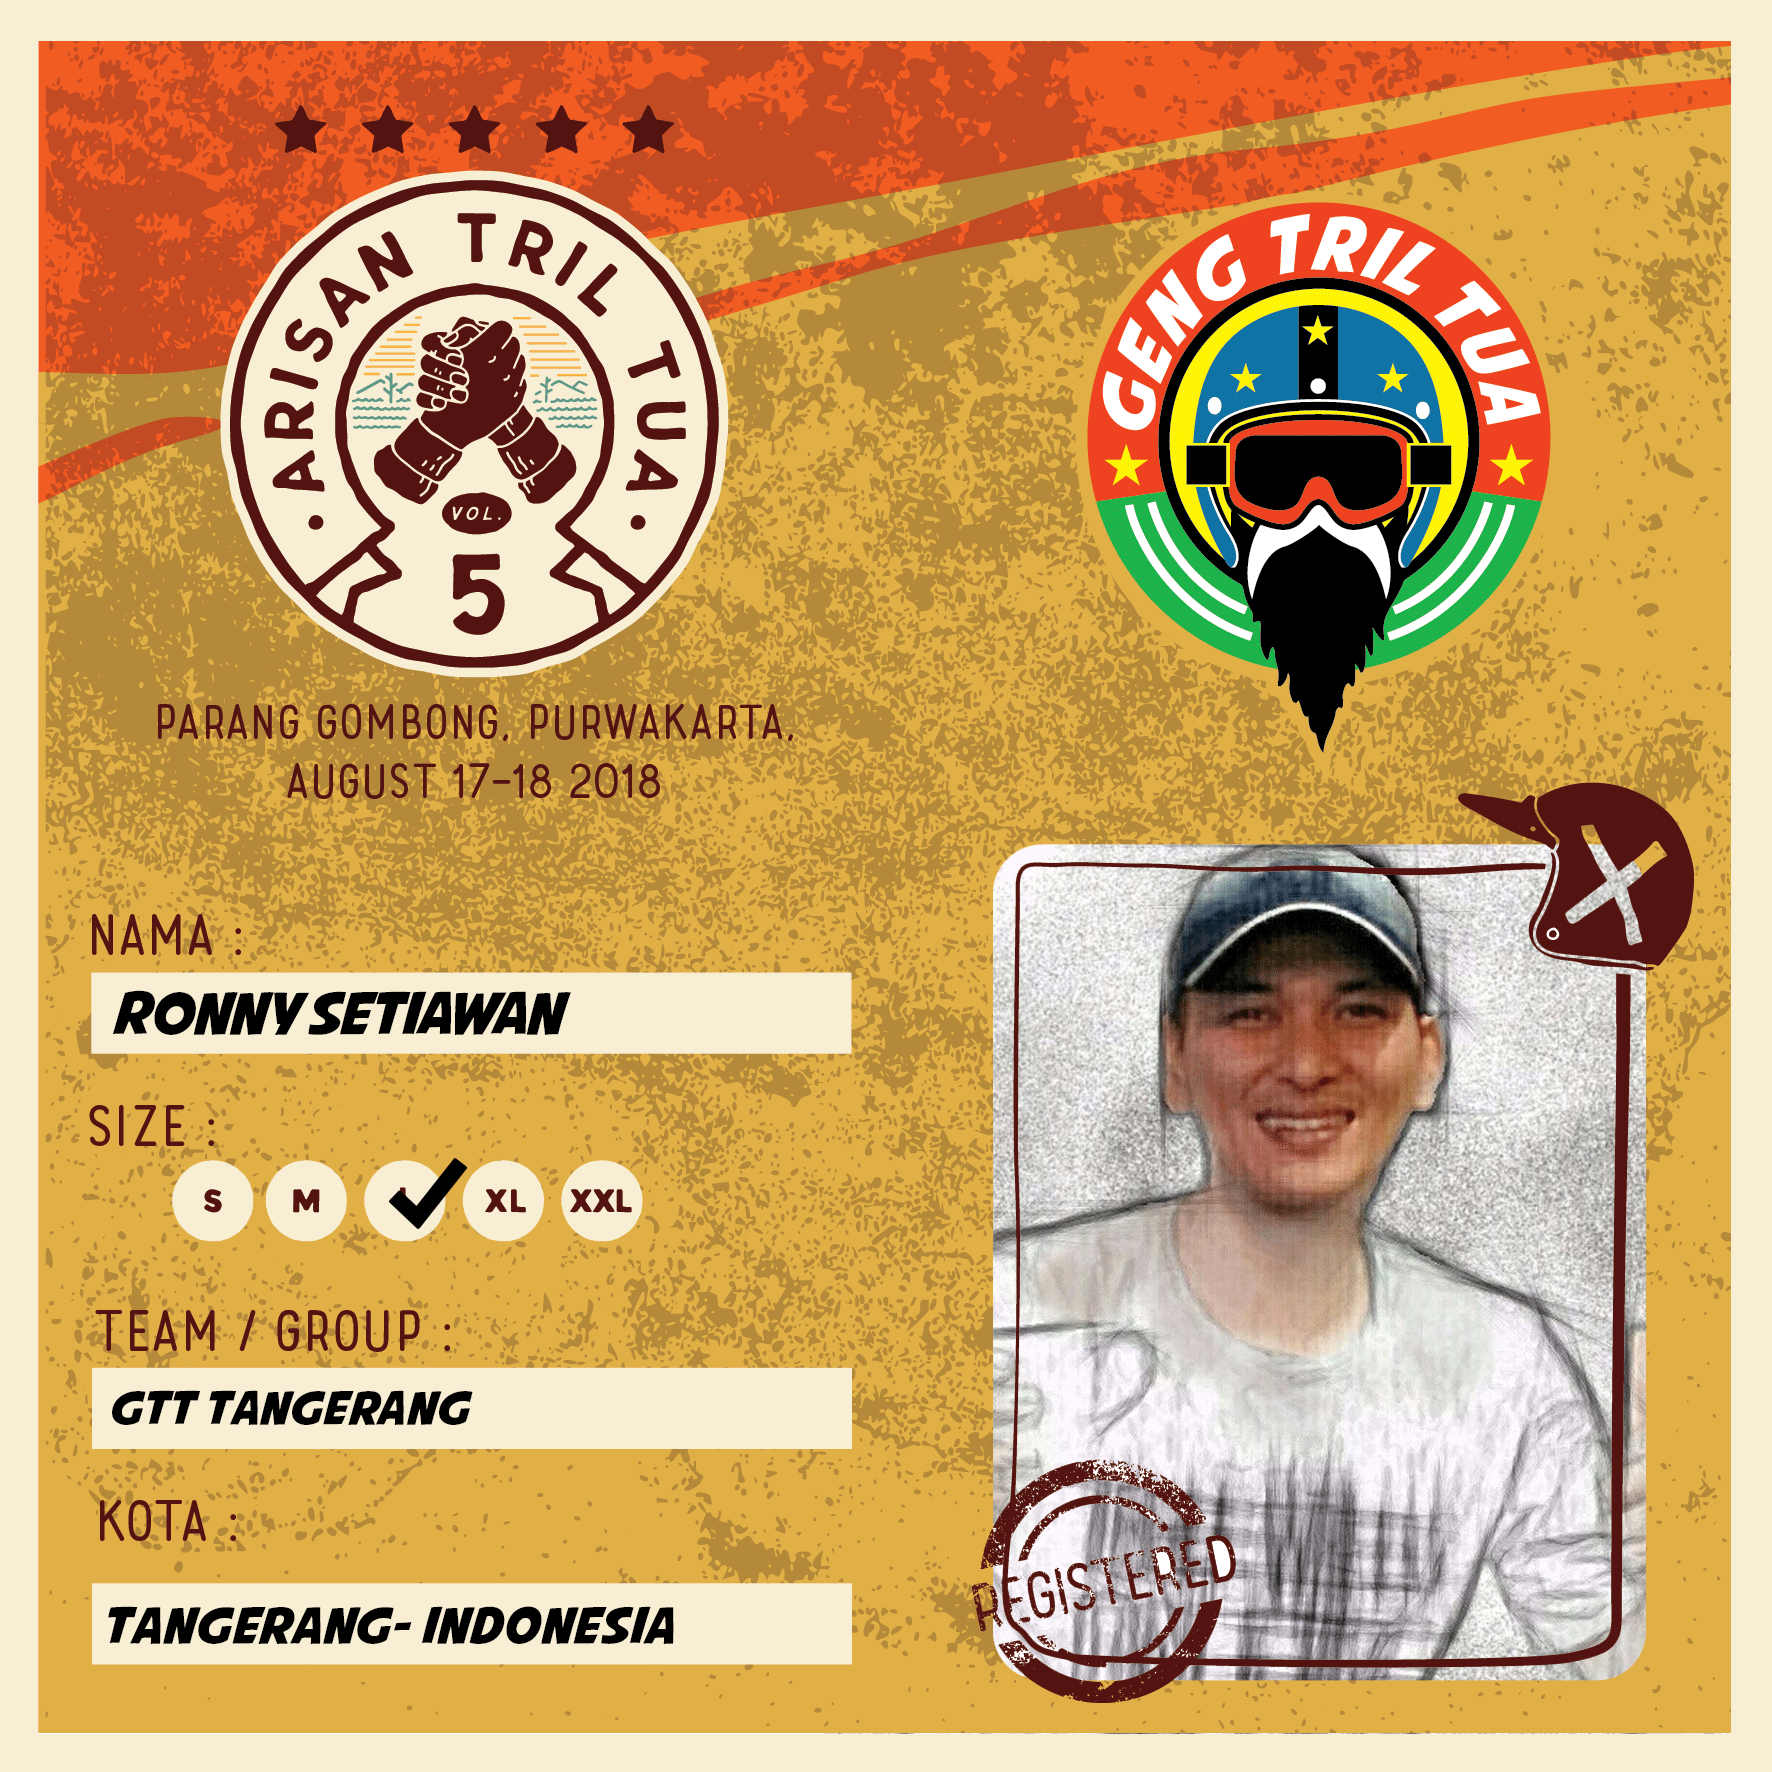 ARISAN TRIL TUA
VOL.
5
GENG TRIL TUA
PARANG GOMBONG, PURWAKARTA,
AUGUST 17-18 2018
NAMA :
RONNY SETIAWAN
SIZE :
S M XL XXL
TEAM / GROUP :
GTT TANGERANG
KOTA :
TANGERANG- INDONESIA
REGISTERED